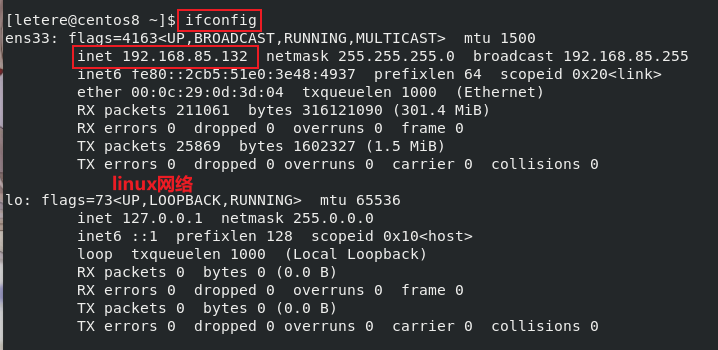 [letere@centos8 ~]$ ifconfig
ens33: flags=4163<UP,BROADCAST,RUNNING,MULTICAST>  mtu 1500
inet 192.168.85.132  netmask 255.255.255.0  broadcast 192.168.85.255
inet6 fe80::2cb5:51e0:3e48:4937  prefixlen 64  scopeid 0x20<link>
ether 00:0c:29:0d:3d:04  txqueuelen 1000  (Ethernet)
RX packets 211061  bytes 316121090 (301.4 MiB)
RX errors 0  dropped 0  overruns 0  frame 0
TX packets 25869  bytes 1602327 (1.5 MiB)
TX errors 0  dropped 0 overruns 0  carrier 0  collisions 0
linux网络
lo: flags=73<UP,LOOPBACK,RUNNING>  mtu 65536
inet 127.0.0.1  netmask 255.0.0.0
inet6 ::1  prefixlen 128  scopeid 0x10<host>
loop  txqueuelen 1000  (Local Loopback)
RX packets 0  bytes 0 (0.0 B)
RX errors 0  dropped 0  overruns 0  frame 0
TX packets 0  bytes 0 (0.0 B)
TX errors 0  dropped 0 overruns 0  carrier 0  collisions 0